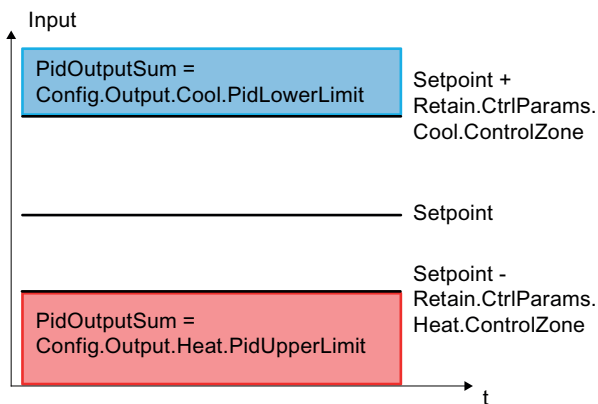 Input
PidOutputSum =
Config.Output.Cool.PidLowerLimit
Setpoint +
Retain.CtrlParams.
Cool.ControlZone
Setpoint
Setpoint -
Retain.CtrlParams.
Heat.ControlZone
PidOutputSum =
Config.Output.Heat.PidUpperLimit
t